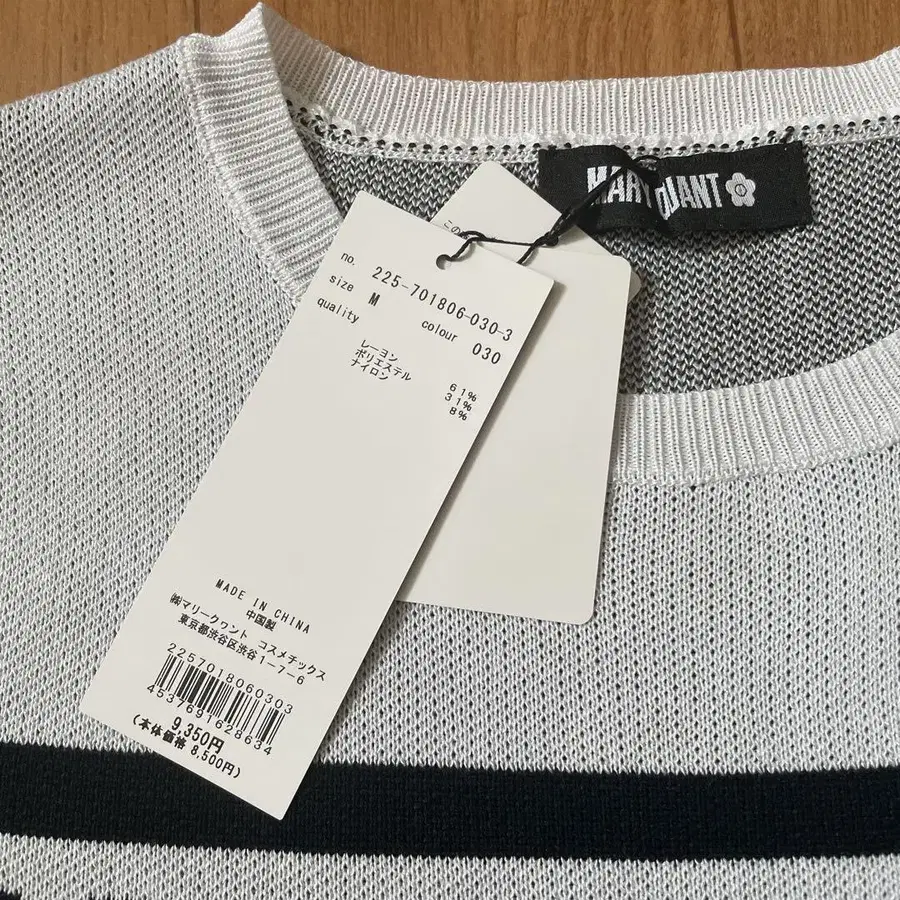 MARY QUANT
この
no. 225-701806-030-3
size M colour 030
quality
レーヨン 61%
ポリエステル 31%
ナイロン 8%
MADE IN CHINA
中国製
㈱マリークヮント コスメチックス
東京都渋谷区渋谷1-7-6
2257018060303
4537691628634
9,350円
(本体価格 8,500円)